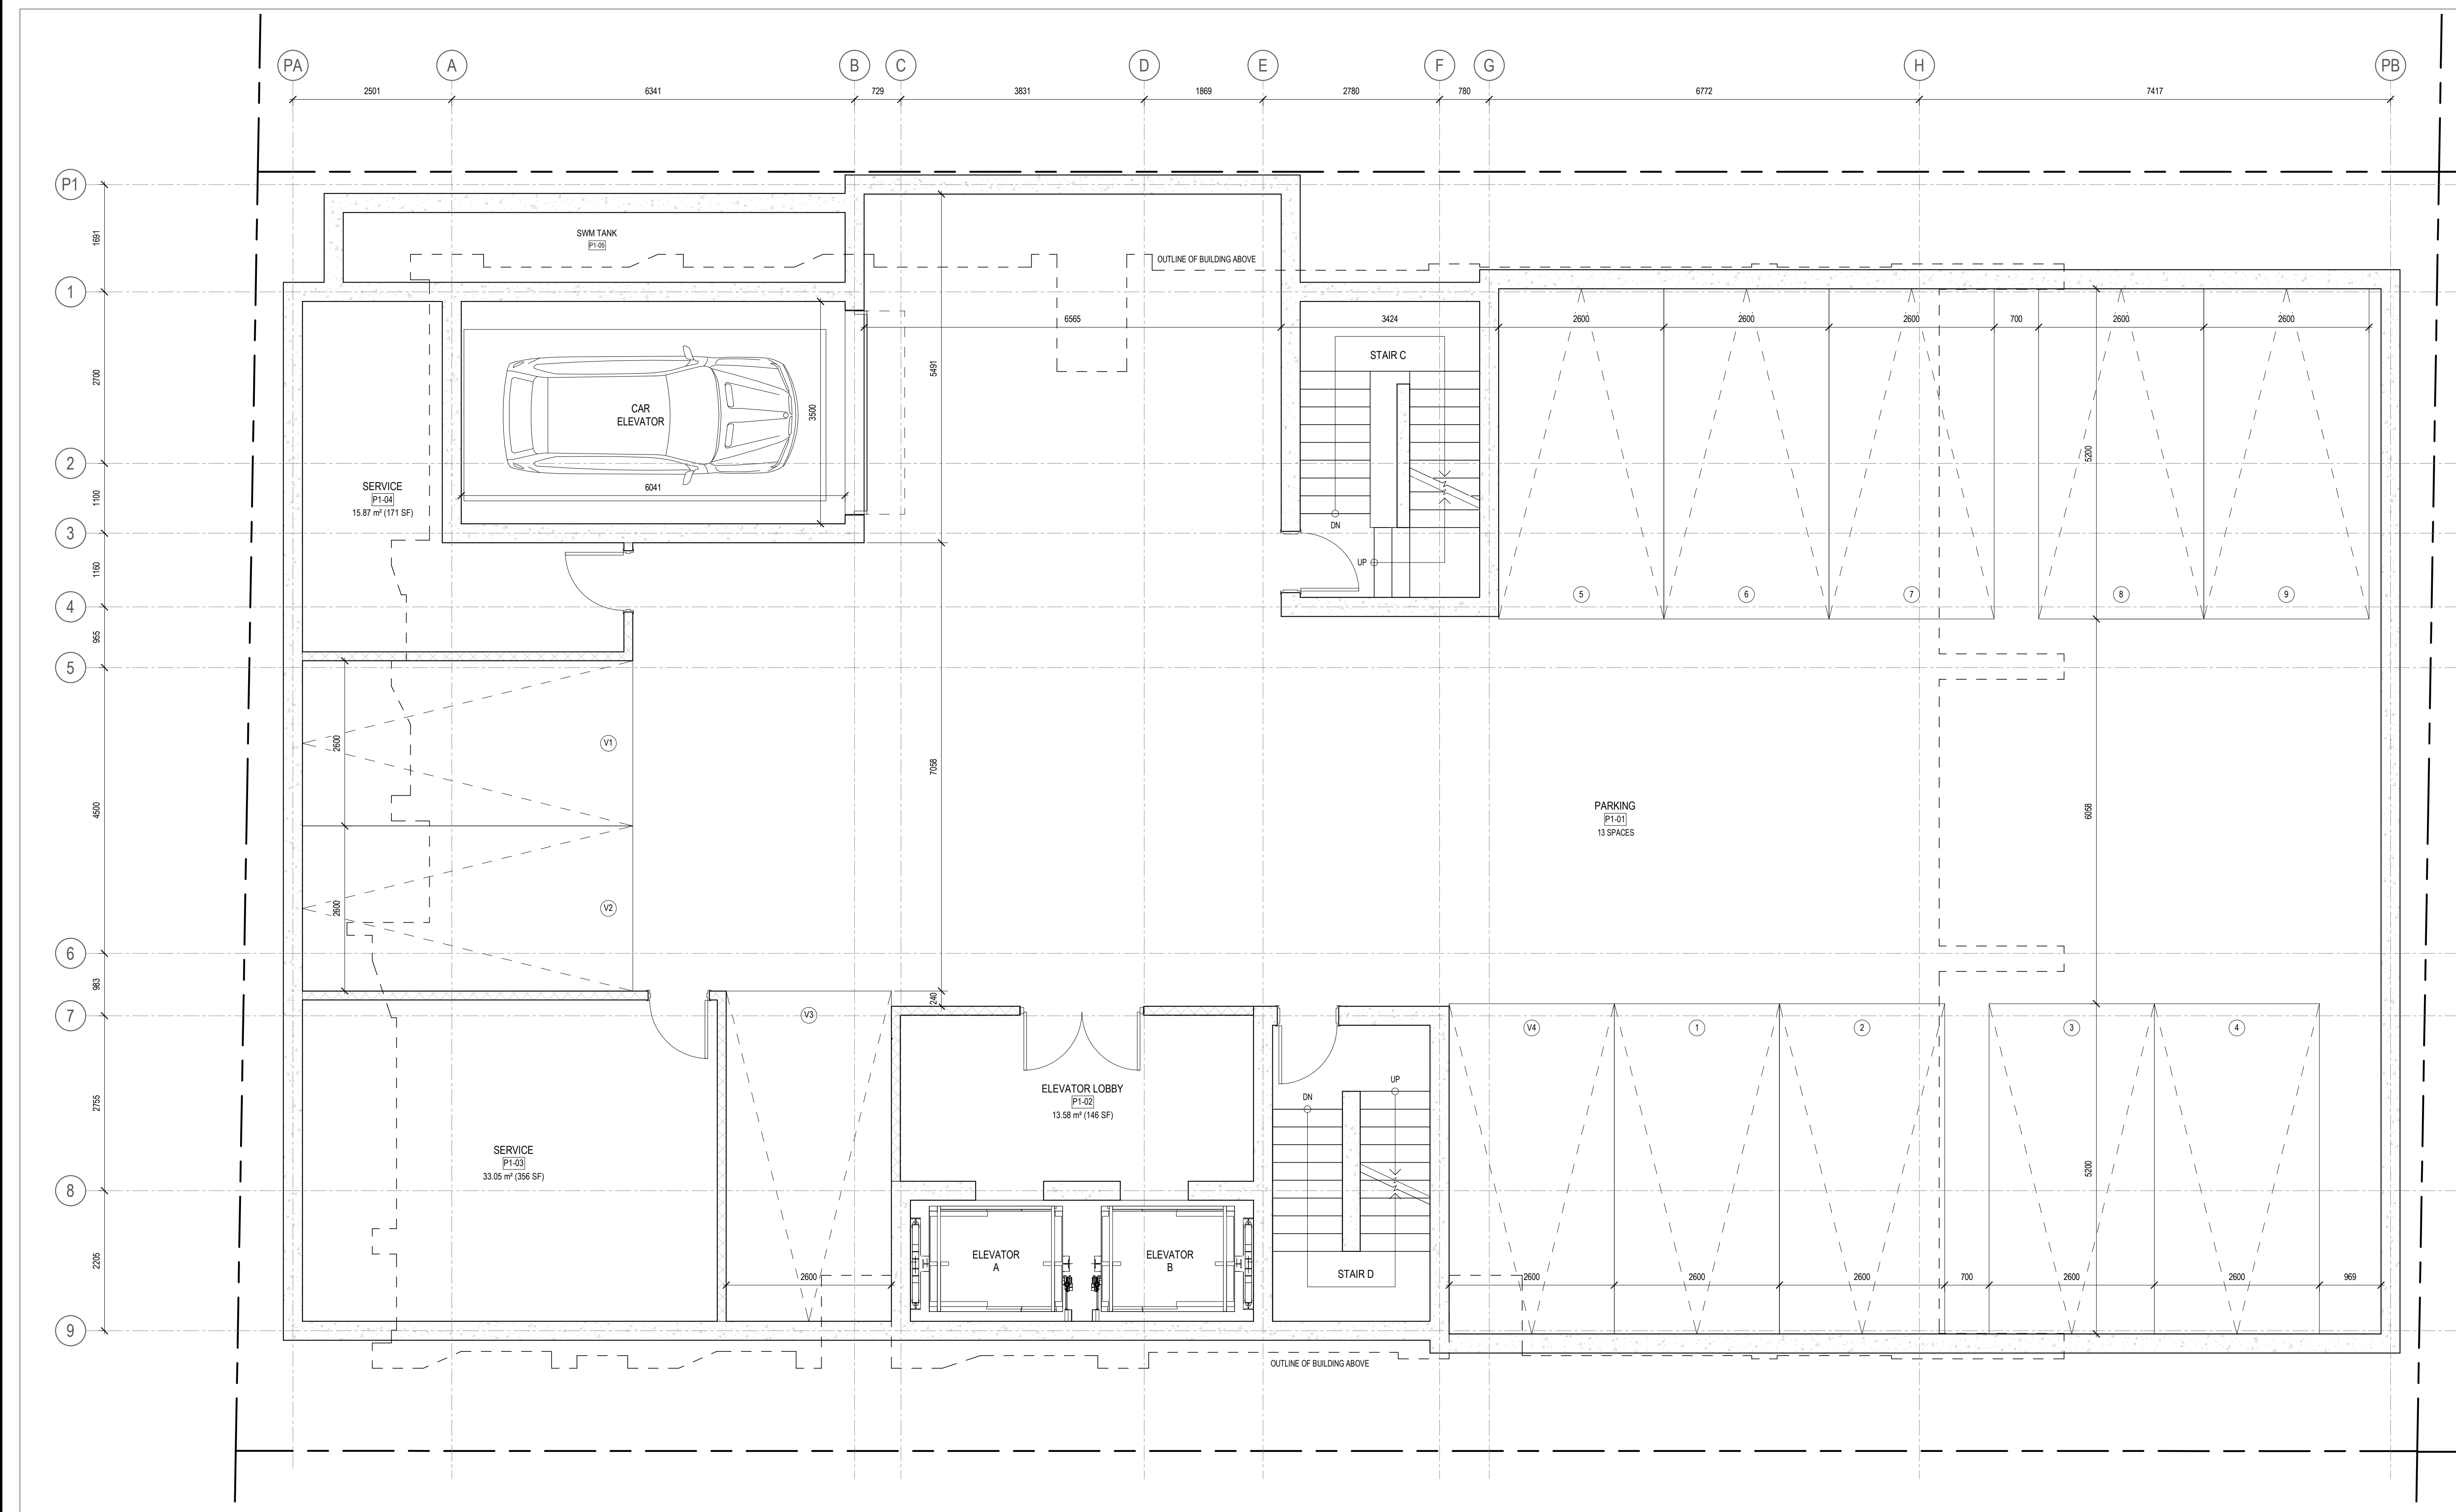 PA
A
B
C
D
E
F
G
H
PB
2501
6341
729
3831
1869
2780
780
6772
7417
P1
1691
SWM TANK
P1-05
OUTLINE OF BUILDING ABOVE
1
6565
3424
2600
2600
2600
700
2600
2600
STAIR C
2700
5491
CAR
ELEVATOR
3500
5200
2
6041
SERVICE
P1-04
15.87 m² (171 SF)
1100
DN
3
UP
1160
4
5
6
7
8
9
955
5
2600
V1
7058
4500
PARKING
P1-01
13 SPACES
6058
2600
V2
6
983
240
7
V3
V4
1
2
3
4
ELEVATOR LOBBY
P1-02
13.58 m² (146 SF)
UP
DN
2755
SERVICE
P1-03
33.05 m² (356 SF)
5200
8
2205
ELEVATOR
A
ELEVATOR
B
STAIR D
2600
2600
2600
2600
700
2600
2600
969
9
OUTLINE OF BUILDING ABOVE